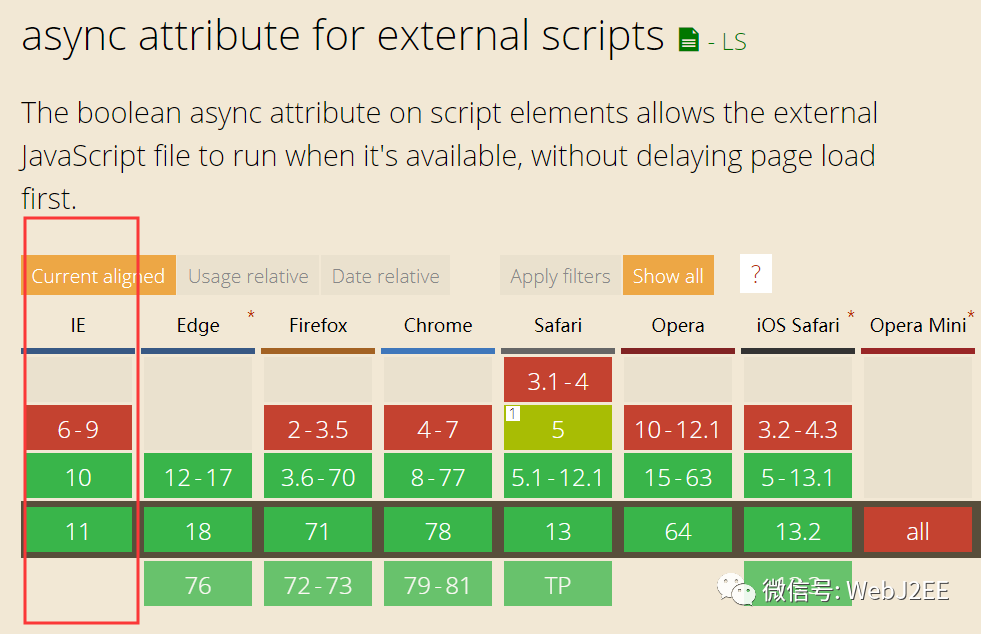 async attribute for external scripts - LS
The boolean async attribute on script elements allows the external
JavaScript file to run when it's available, without delaying page load
first.
Current aligned Usage relative Date relative Apply filters Show all ?
IE Edge * Firefox Chrome Safari Opera iOS Safari * Opera Mini *
3.1-4
6-9 2-3.5 4-7 1 5 10-12.1 3.2-4.3
10 12-17 3.6-70 8-77 5.1-12.1 15-63 5-13.1
11 18 71 78 13 64 13.2 all
76 72-73 79-81 TP
微信号: WebJ2EE